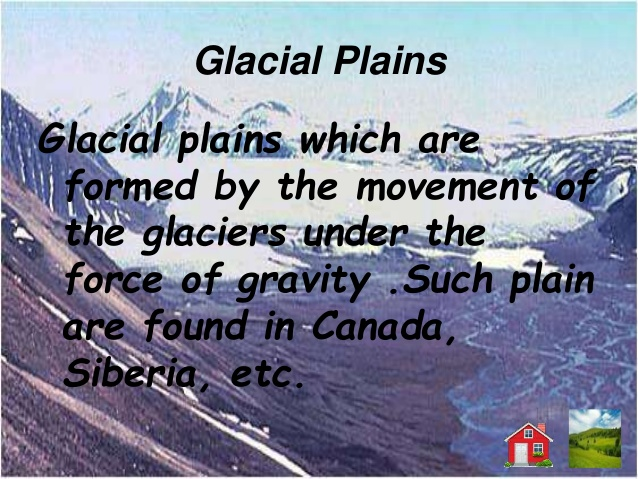 Glacial Plains
Glacial plains which are
formed by the movement of
the glaciers under the
force of gravity .Such plain
are found in Canada,
Siberia, etc.